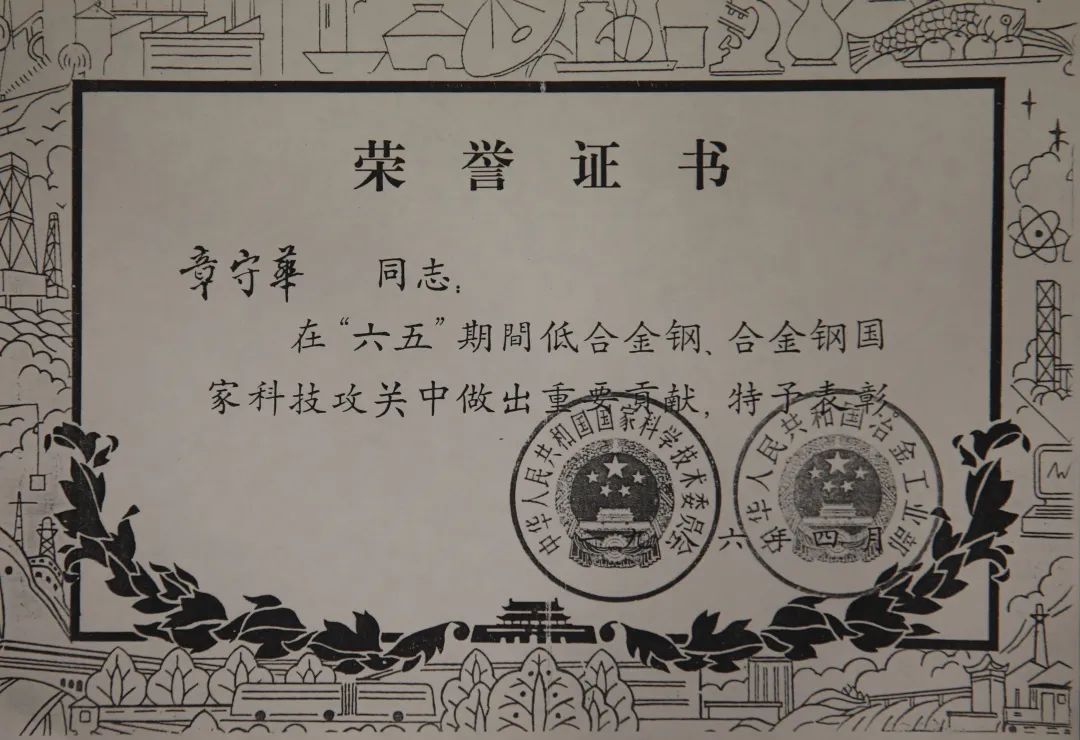 荣誉证书
章守華 同志：
在“六五”期間低合金钢、合金钢国
家科技攻关中做出重要貢献，特予表彰。
中华人民共和国国家科学技术委员会
中华人民共和国冶金工业部
一九 六年四月